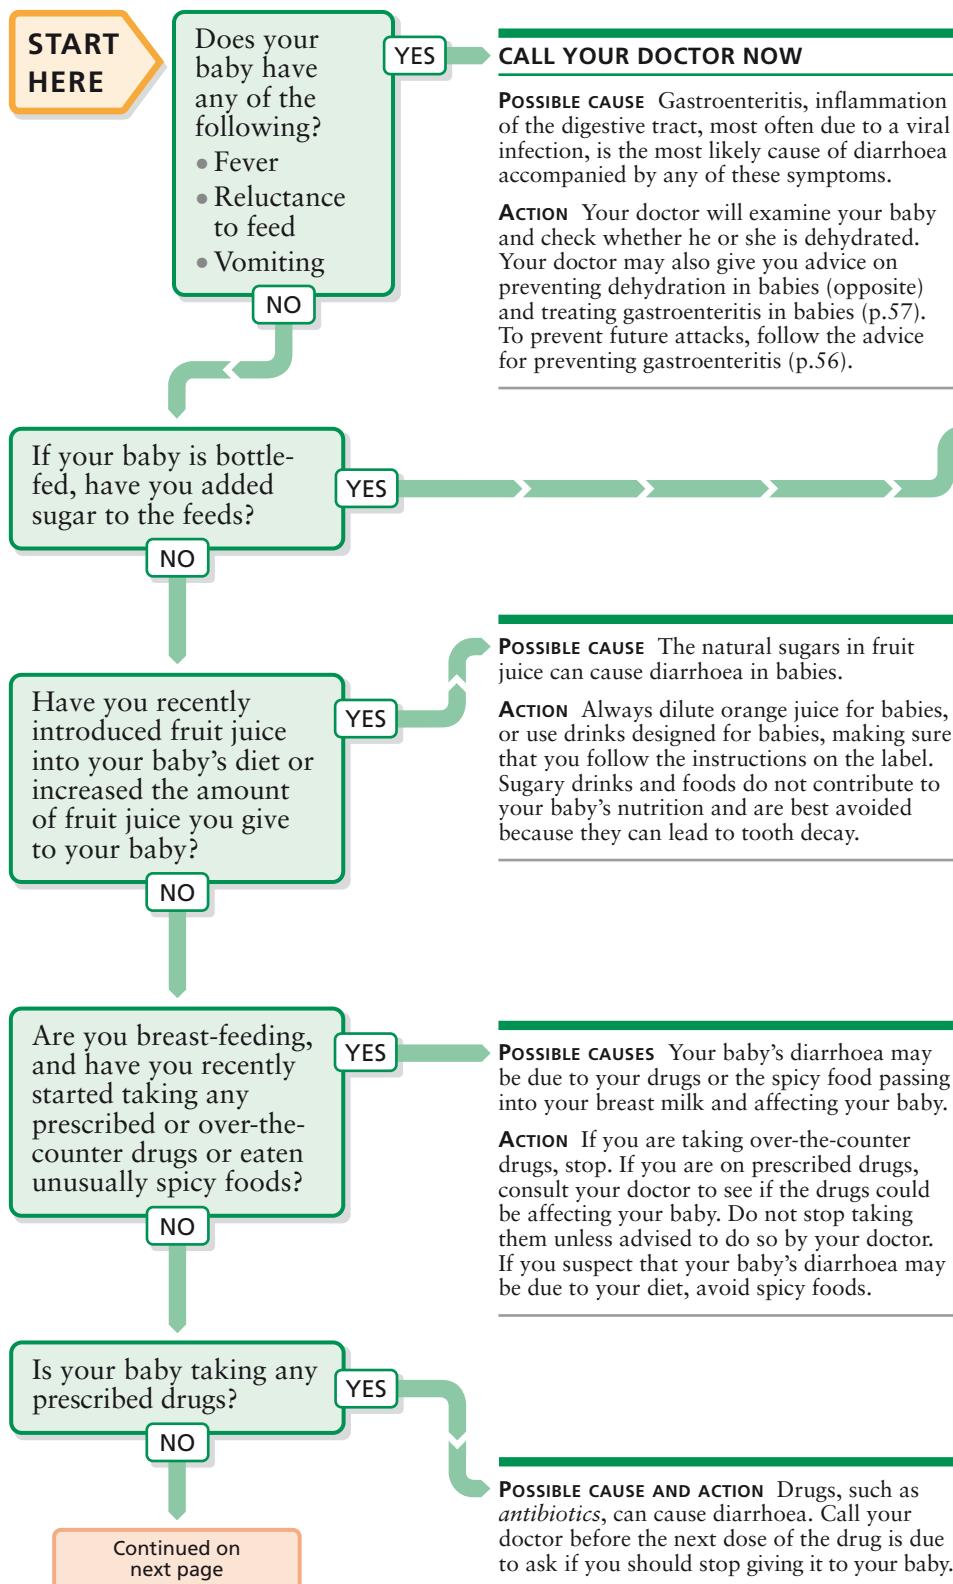 START
HERE
Does your
baby have
any of the
following?
• Fever
• Reluctance
to feed
• Vomiting
YES
NO
CALL YOUR DOCTOR NOW
POSSIBLE CAUSE Gastroenteritis, inflammation
of the digestive tract, most often due to a viral
infection, is the most likely cause of diarrhoea
accompanied by any of these symptoms.
ACTION Your doctor will examine your baby
and check whether he or she is dehydrated.
Your doctor may also give you advice on
preventing dehydration in babies (opposite)
and treating gastroenteritis in babies (p.57).
To prevent future attacks, follow the advice
for preventing gastroenteritis (p.56).
If your baby is bottle-
fed, have you added
sugar to the feeds?
YES
NO
Have you recently
introduced fruit juice
into your baby's diet or
increased the amount
of fruit juice you give
to your baby?
YES
NO
POSSIBLE CAUSE The natural sugars in fruit
juice can cause diarrhoea in babies.
ACTION Always dilute orange juice for babies,
or use drinks designed for babies, making sure
that you follow the instructions on the label.
Sugary drinks and foods do not contribute to
your baby's nutrition and are best avoided
because they can lead to tooth decay.
Are you breast-feeding,
and have you recently
started taking any
prescribed or over-the-
counter drugs or eaten
unusually spicy foods?
YES
NO
POSSIBLE CAUSES Your baby's diarrhoea may
be due to your drugs or the spicy food passing
into your breast milk and affecting your baby.
ACTION If you are taking over-the-counter
drugs, stop. If you are on prescribed drugs,
consult your doctor to see if the drugs could
be affecting your baby. Do not stop taking
them unless advised to do so by your doctor.
If you suspect that your baby's diarrhoea may
be due to your diet, avoid spicy foods.
Is your baby taking any
prescribed drugs?
YES
NO
POSSIBLE CAUSE AND ACTION Drugs, such as
antibiotics, can cause diarrhoea. Call your
doctor before the next dose of the drug is due
to ask if you should stop giving it to your baby.
Continued on
next page